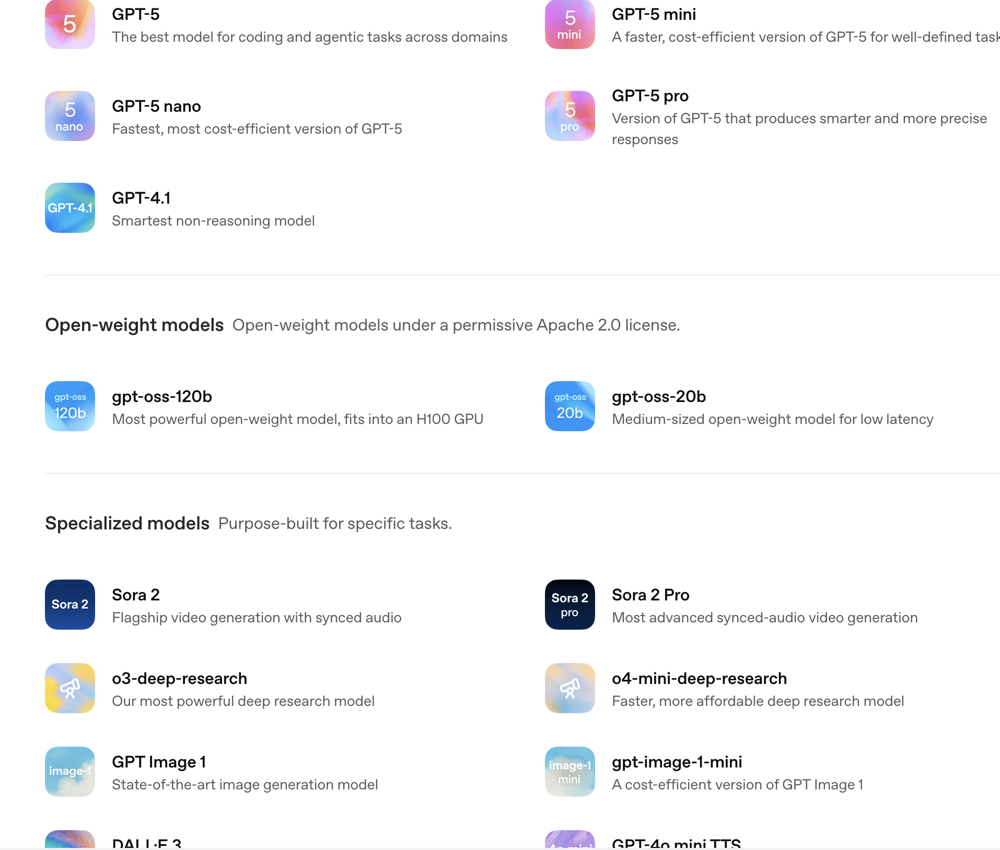 5
GPT-5
The best model for coding and agentic tasks across domains
5
mini
GPT-5 mini
A faster, cost-efficient version of GPT-5 for well-defined task
5
nano
GPT-5 nano
Fastest, most cost-efficient version of GPT-5
5
pro
GPT-5 pro
Version of GPT-5 that produces smarter and more precise
responses
GPT-4.1
GPT-4.1
Smartest non-reasoning model
Open-weight models Open-weight models under a permissive Apache 2.0 license.
gpt-oss
120b
gpt-oss-120b
Most powerful open-weight model, fits into an H100 GPU
gpt-oss
20b
gpt-oss-20b
Medium-sized open-weight model for low latency
Specialized models Purpose-built for specific tasks.
Sora 2
Sora 2
Flagship video generation with synced audio
Sora 2
pro
Sora 2 Pro
Most advanced synced-audio video generation
o3-deep-research
Our most powerful deep research model
o4-mini-deep-research
Faster, more affordable deep research model
image-1
GPT Image 1
State-of-the-art image generation model
image-1
mini
gpt-image-1-mini
A cost-efficient version of GPT Image 1
DALL·E 3
4o-mini
GPT-4o mini TTS